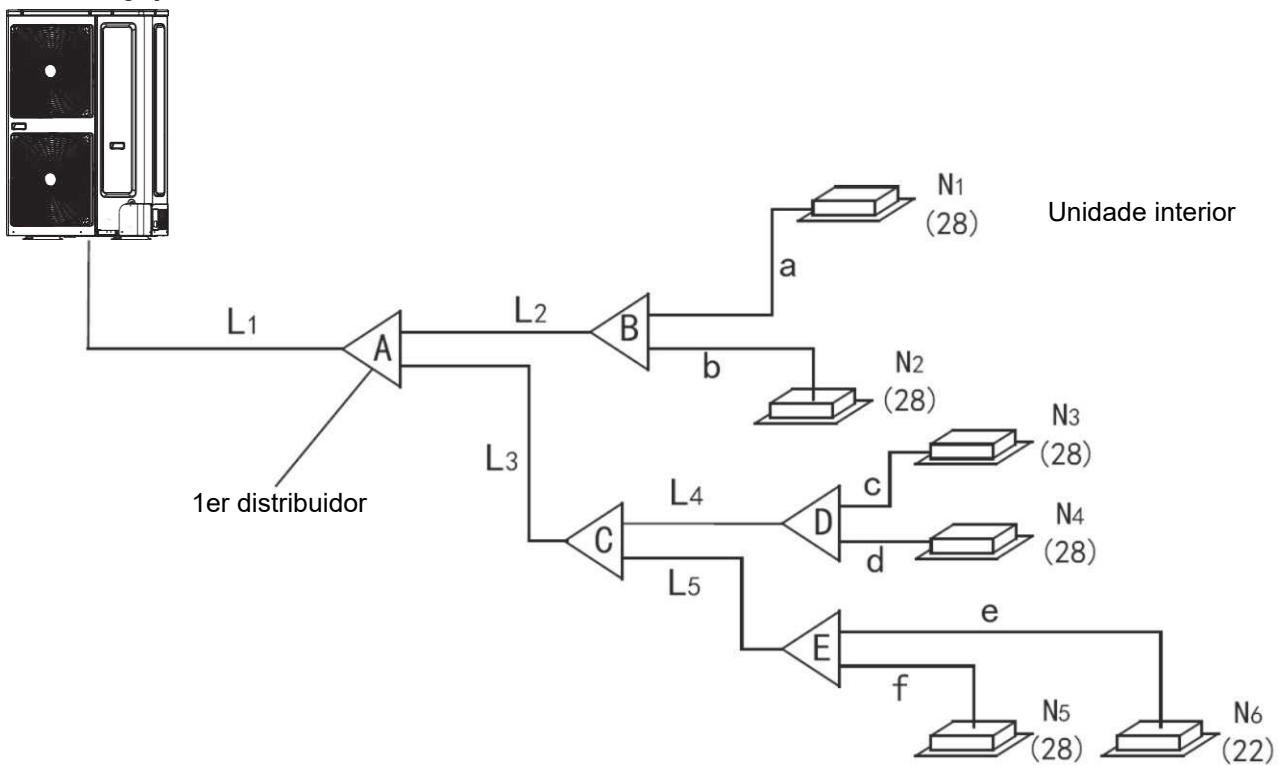 N1
(28)
Unidade interior
a
L1
A
L2
B
b
N2
(28)
L3
1er distribuidor
N3
(28)
c
L4
D
C
N4
(28)
d
L5
e
E
f
N5
(28)
N6
(22)